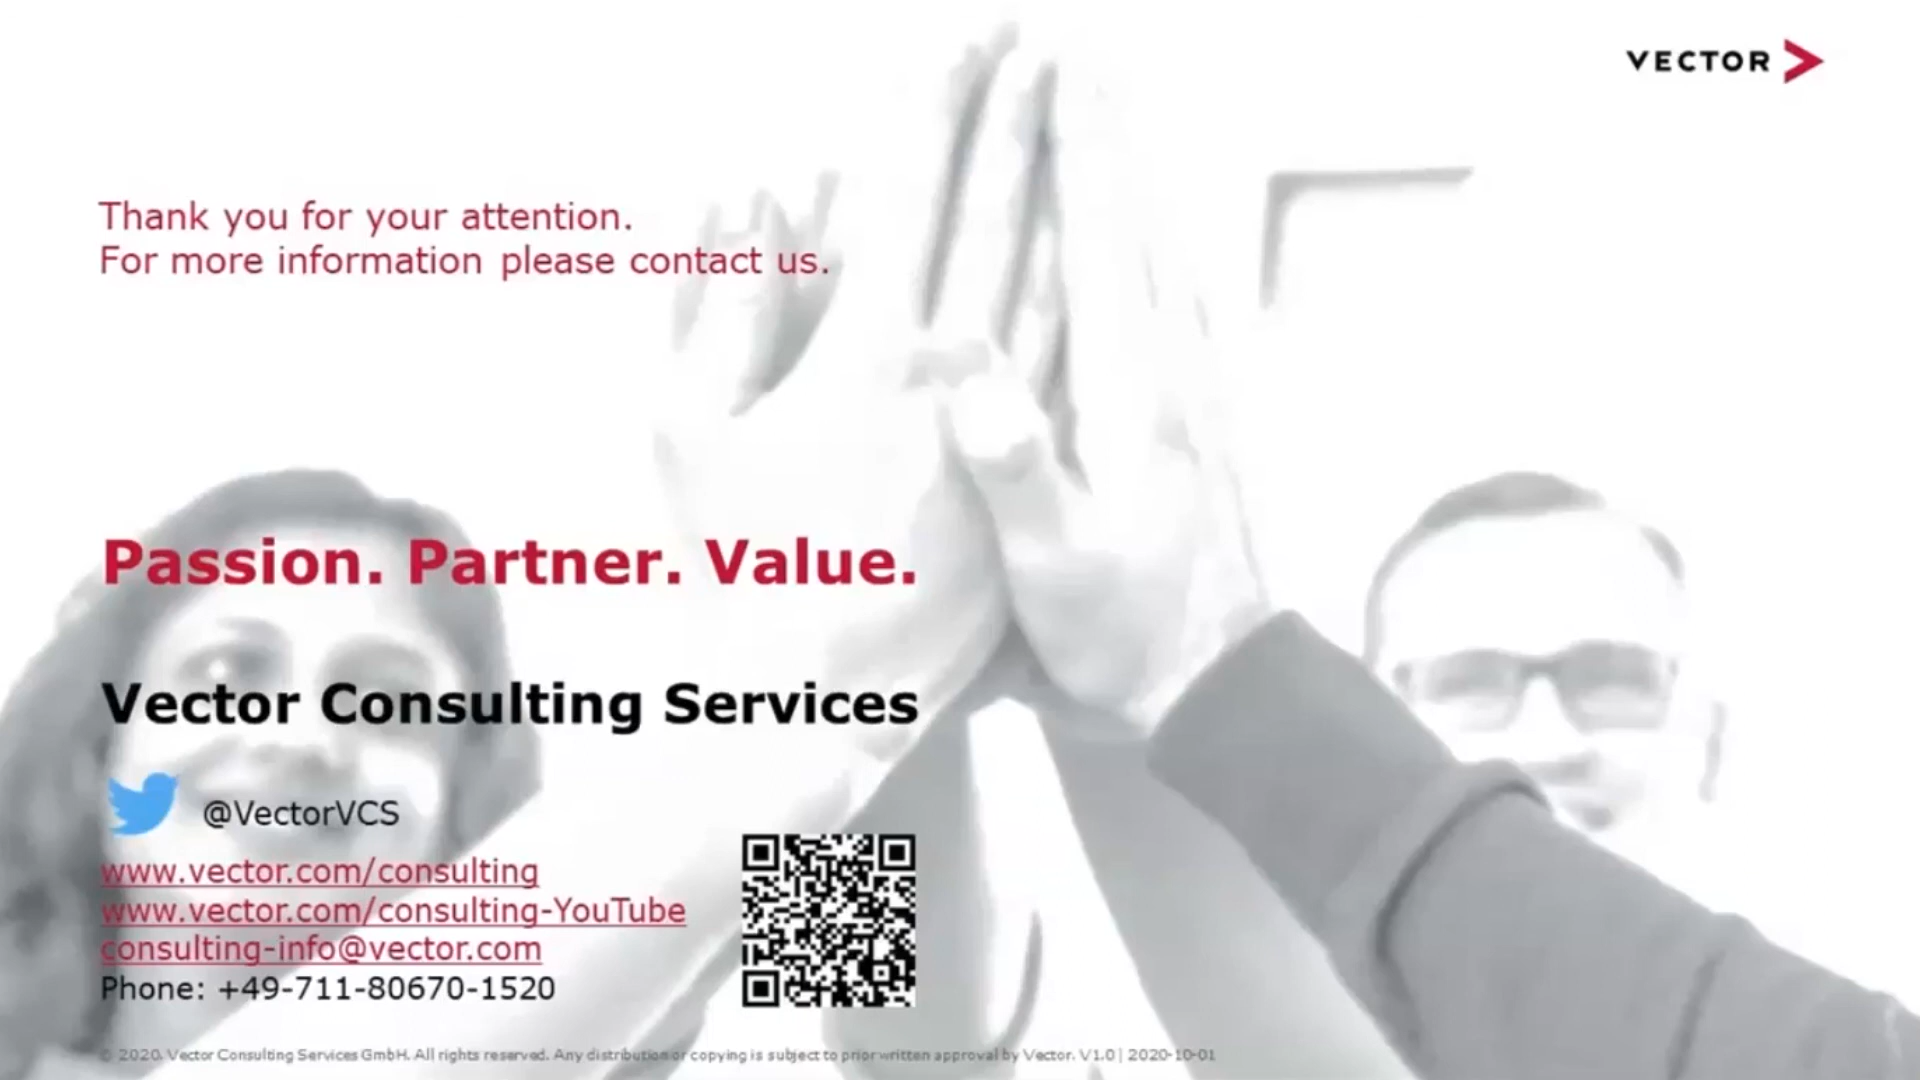 VECTOR
Thank you for your attention.
For more information please contact us.
Passion. Partner. Value.
Vector Consulting Services
@VectorVCS
www.vector.com/consulting
www.vector.com/consulting-YouTube
consulting-info@vector.com
Phone: +49-711-80670-1520
© 2020. Vector Consulting Services GmbH. All rights reserved. Any distribution or copying is subject to prior written approval by Vector. V1.0 | 2020-10-01